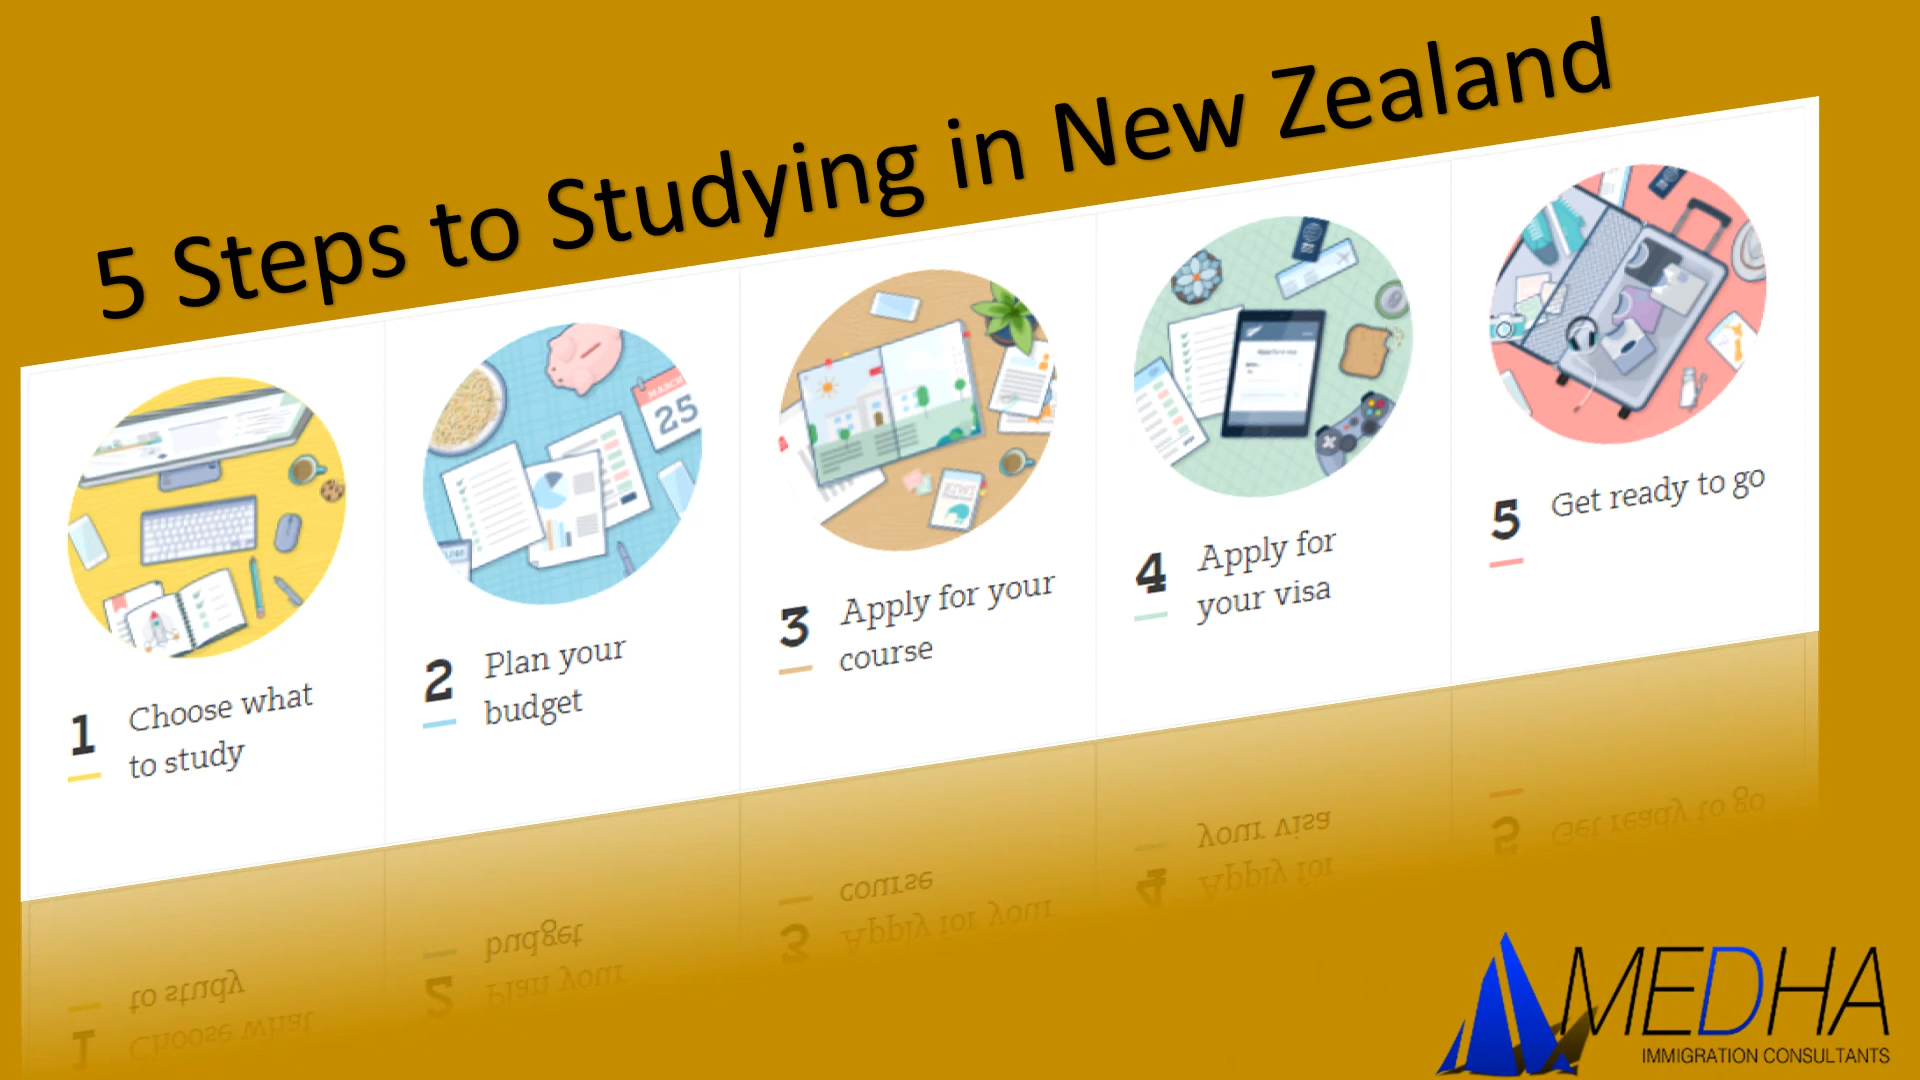 5 Steps to Studying in New Zealand
1
Choose what
to study
2
Plan your
budget
3
Apply for your
course
4
Apply for
your visa
5
Get ready to go
MARCH
25
MEDHA
IMMIGRATION CONSULTANTS